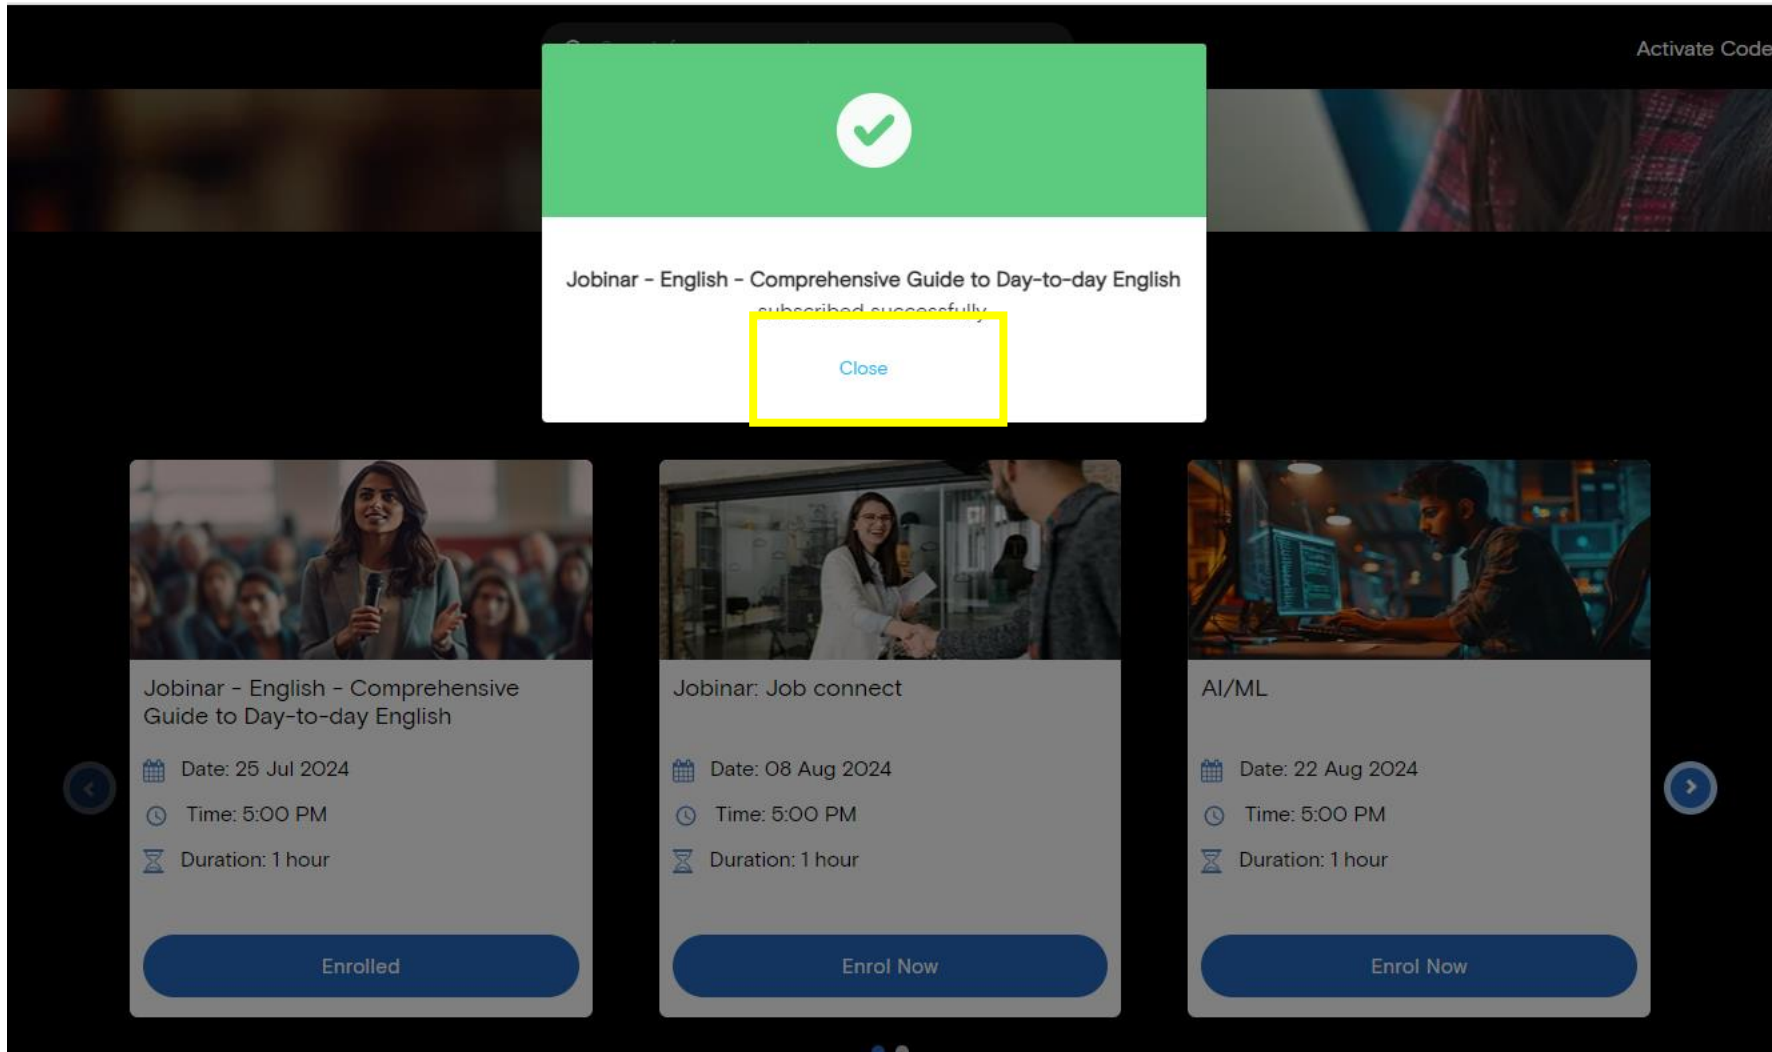 Activate Code
Jobinar - English - Comprehensive Guide to Day-to-day English
subscribed successfully
Close
Jobinar - English - Comprehensive
Guide to Day-to-day English
Date: 25 Jul 2024
Time: 5:00 PM
Duration: 1 hour
Enrolled
Jobinar: Job connect
Date: 08 Aug 2024
Time: 5:00 PM
Duration: 1 hour
Enrol Now
AI/ML
Date: 22 Aug 2024
Time: 5:00 PM
Duration: 1 hour
Enrol Now